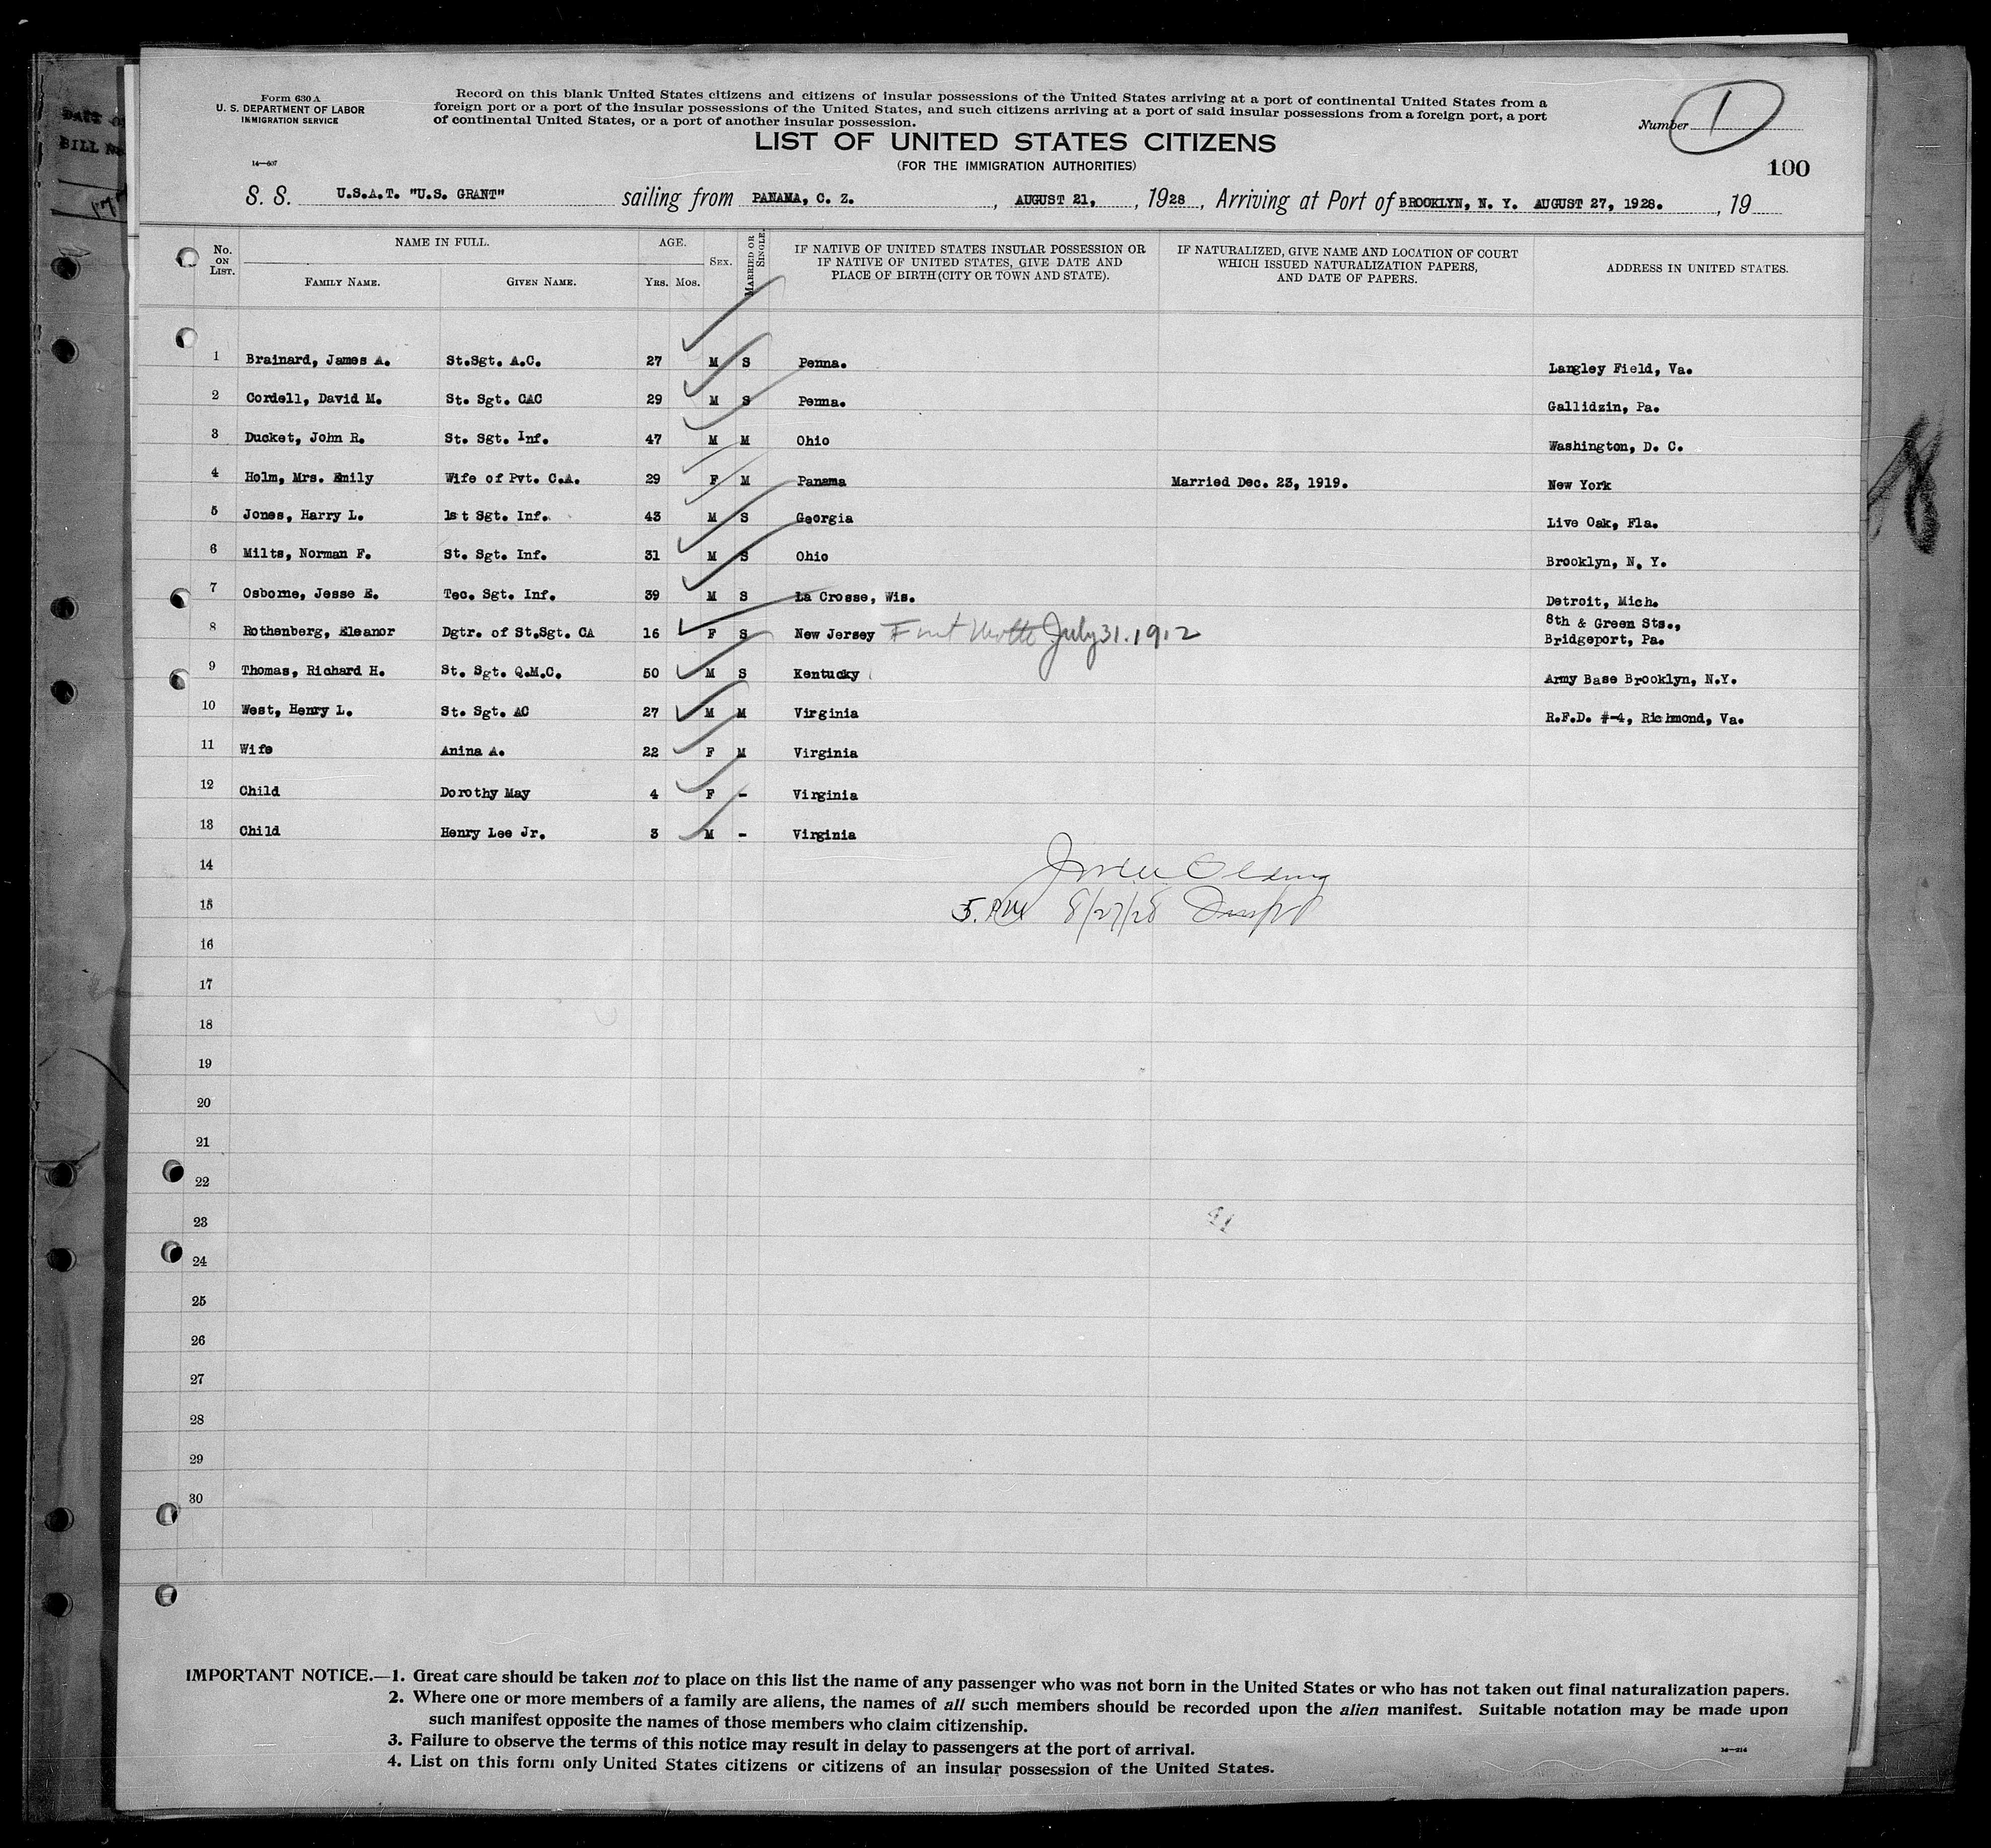 Form 630 A
U. S. DEPARTMENT OF LABOR
IMMIGRATION SERVICE
14—607
Record on this blank United States citizens and citizens of insular possessions of the United States arriving at a port of continental United States from a
foreign port or a port of the insular possessions of the United States, and such citizens arriving at a port of said insular possessions from a foreign port, a port
of continental United States, or a port of another insular possession.
Number 1
LIST OF UNITED STATES CITIZENS
(FOR THE IMMIGRATION AUTHORITIES)
100
S. S. U.S.A.T. "U.S. GRANT" sailing from PANAMA, C. Z. , AUGUST 21, , 1928 , Arriving at Port of BROOKLYN, N. Y. AUGUST 27, 1928. , 19
No. ON LIST. NAME IN FULL. FAMILY NAME. GIVEN NAME. AGE. YRS. MOS. SEX. MARRIED OR SINGLE. IF NATIVE OF UNITED STATES INSULAR POSSESSION OR IF NATIVE OF UNITED STATES, GIVE DATE AND PLACE OF BIRTH (CITY OR TOWN AND STATE). IF NATURALIZED, GIVE NAME AND LOCATION OF COURT WHICH ISSUED NATURALIZATION PAPERS, AND DATE OF PAPERS. ADDRESS IN UNITED STATES.
1 Brainard, James A. St.Sgt. A.C. 27 M S Penna. Langley Field, Va.
2 Cordell, David M. St. Sgt. CAC 29 M S Penna. Gallidzin, Pa.
3 Ducket, John R. St. Sgt. Inf. 47 M M Ohio Washington, D. C.
4 Holm, Mrs. Emily Wife of Pvt. C.A. 29 F M Panama Married Dec. 23, 1919. New York
5 Jones, Harry L. 1st Sgt. Inf. 43 M S Georgia Live Oak, Fla.
6 Milts, Norman F. St. Sgt. Inf. 31 M S Ohio Brooklyn, N. Y.
7 Osborne, Jesse E. Tec. Sgt. Inf. 39 M S La Crosse, Wis. Detroit, Mich.
8 Rothenberg, Eleanor Dgtr. of St.Sgt. CA 16 F S New Jersey Fort Mott July 31. 1912 8th & Green Sts.,
Bridgeport, Pa.
9 Thomas, Richard H. St. Sgt. Q.M.C. 50 M S Kentucky Army Base Brooklyn, N.Y.
10 West, Henry L. St. Sgt. AC 27 M M Virginia R.F.D. #-4, Richmond, Va.
11 Wife Anina A. 22 F M Virginia
12 Child Dorothy May 4 F - Virginia
13 Child Henry Lee Jr. 3 M - Virginia
14
15 5. PM 8/27/28
16
17
18
19
20
21
22
23
24
25
26
27
28
29
30
IMPORTANT NOTICE.—1. Great care should be taken not to place on this list the name of any passenger who was not born in the United States or who has not taken out final naturalization papers.
2. Where one or more members of a family are aliens, the names of all such members should be recorded upon the alien manifest. Suitable notation may be made upon
such manifest opposite the names of those members who claim citizenship.
3. Failure to observe the terms of this notice may result in delay to passengers at the port of arrival.
4. List on this form only United States citizens or citizens of an insular possession of the United States.
14—214